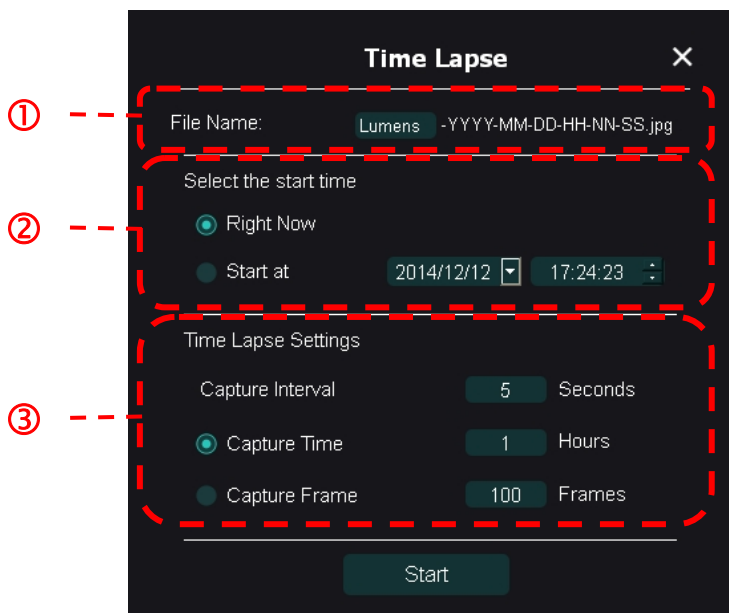 Time Lapse ×
① File Name: Lumens -YYYY-MM-DD-HH-NN-SS.jpg
② Select the start time
Right Now
Start at 2014/12/12 17:24:23
③ Time Lapse Settings
Capture Interval 5 Seconds
Capture Time 1 Hours
Capture Frame 100 Frames
Start